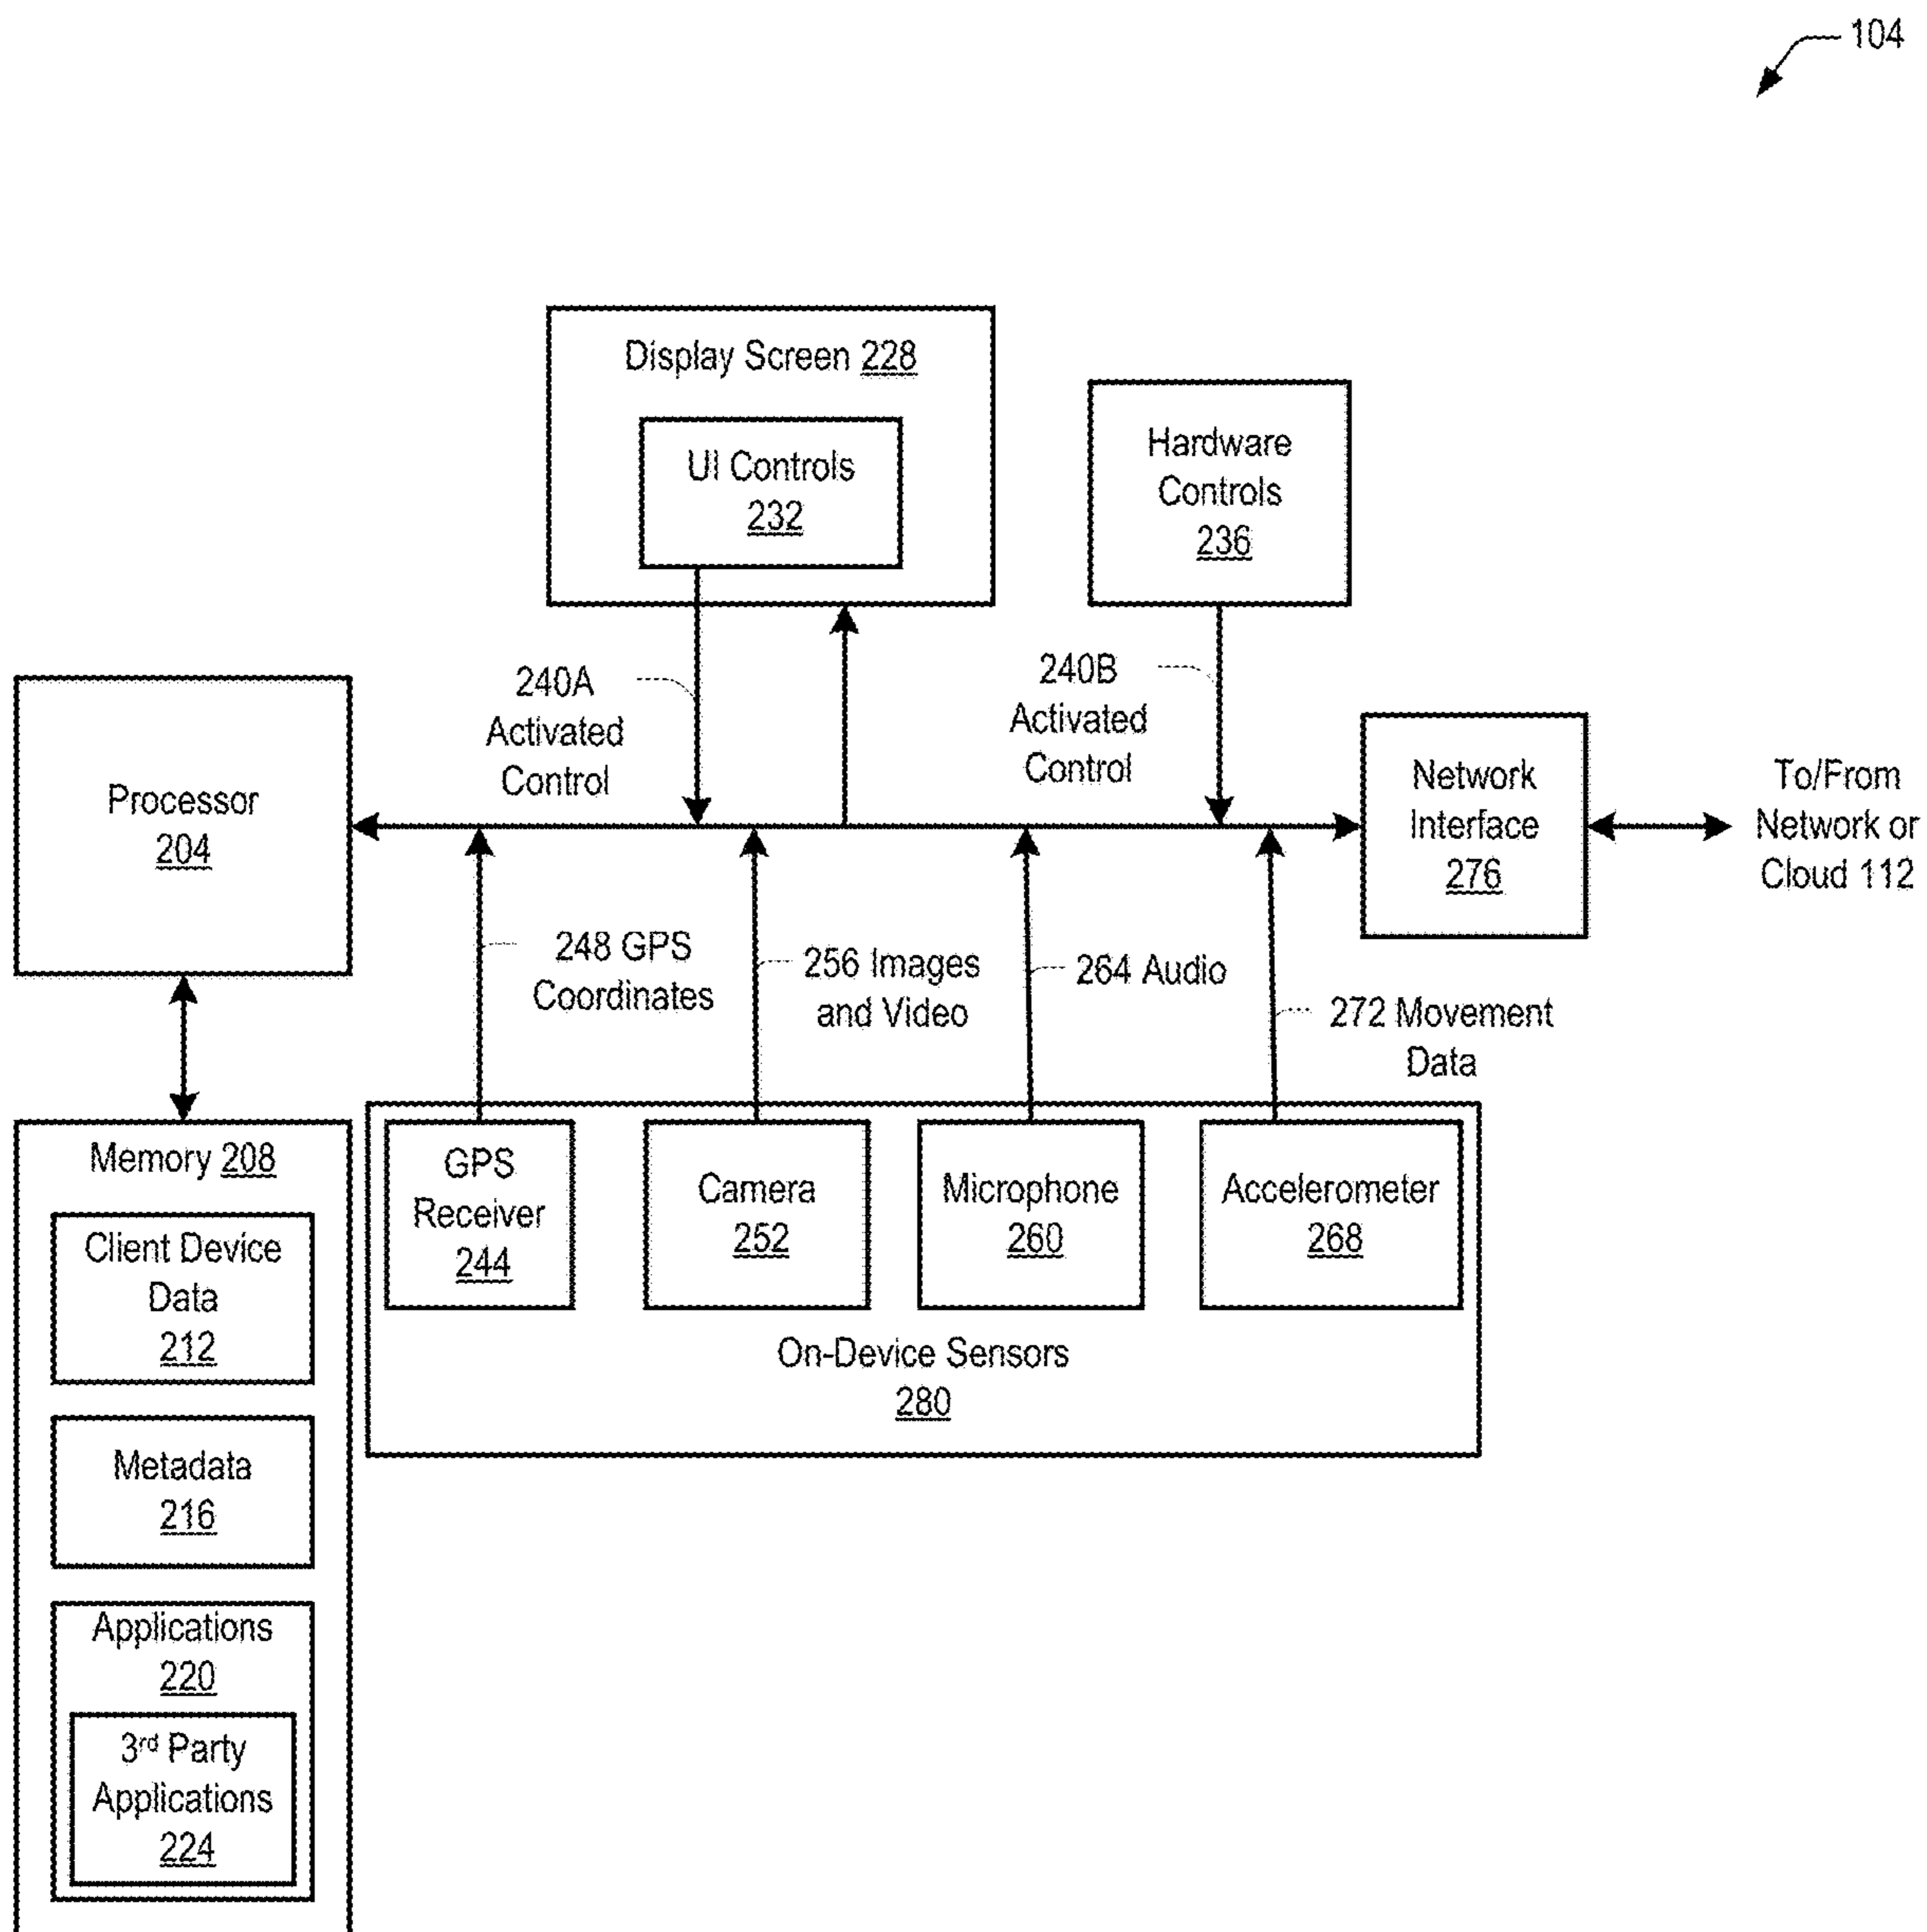 104
Display Screen 228
UI Controls
232
Hardware
Controls
236
240A
Activated
Control
240B
Activated
Control
Processor
204
Network
Interface
276
To/From
Network or
Cloud 112
248 GPS
Coordinates
256 Images
and Video
264 Audio
272 Movement
Data
Memory 208
Client Device
Data
212
Metadata
216
Applications
220
3rd Party
Applications
224
GPS
Receiver
244
Camera
252
Microphone
260
Accelerometer
268
On-Device Sensors
280